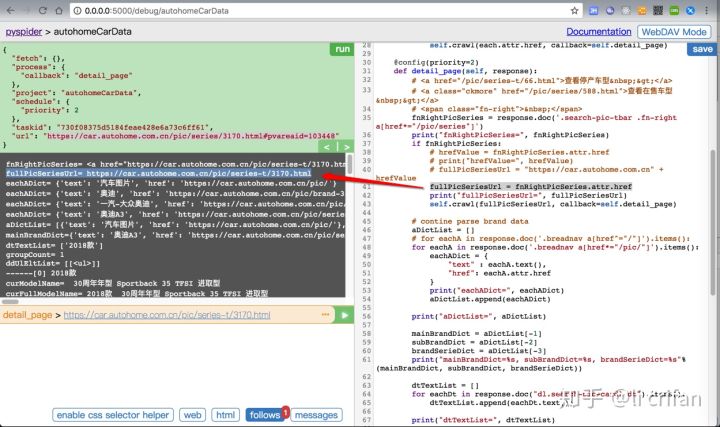 0.0.0.0:5000/debug/autohomeCarData
pyspider > autohomeCarData
Documentation
WebDAV Mode
run
{
"fetch": {},
"process": {
"callback": "detail_page"
},
"project": "autohomeCarData",
"schedule": {
"priority": 2
},
"taskid": "730f08375d5184feae428e6a73c6ff61",
"url": "https://car.autohome.com.cn/pic/series/3170.html#pvareaid=103448"
}
< | >
fnRightPicSeries= <a href="https://car.autohome.com.cn/pic/series-t/3170.htm
fullPicSeriesUrl= https://car.autohome.com.cn/pic/series-t/3170.html
eachADict= {'text': '汽车图片', 'href': 'https://car.autohome.com.cn/pic/'}
eachADict= {'text': '奥迪', 'href': 'https://car.autohome.com.cn/pic/brand-3
eachADict= {'text': '一汽-大众奥迪', 'href': 'https://car.autohome.com.cn/pic
eachADict= {'text': '奥迪A3', 'href': 'https://car.autohome.com.cn/pic/serie
aDictList= [{'text': '汽车图片', 'href': 'https://car.autohome.com.cn/pic/'},
mainBrandDict= {'text': '奥迪A3', 'href': 'https://car.autohome.com.cn/pic/se
dtTextList= ['2018款']
groupCount= 1
ddUlEltList= [[<ul>]]
------[0] 2018款
curModelName= 30周年年型 Sportback 35 TFSI 进取型
curFullModelName= 2018款 30周年年型 Sportback 35 TFSI 进取型
detail_page > https://car.autohome.com.cn/pic/series-t/3170.html
enable css selector helper
web
html
follows
1
messages
save
28 self.crawl(each.attr.href, callback=self.detail_page)
29
30 @config(priority=2)
31 def detail_page(self, response):
32 # <a href="/pic/series-t/66.html">查看停产车型&nbsp;&gt;</a>
33 # <a class="ckmore" href="/pic/series/588.html">查看在售车型
&nbsp;&gt;</a>
34 # <span class="fn-right">&nbsp;</span>
35 fnRightPicSeries = response.doc('.search-pic-tbar .fn-right
a[href*="/pic/series"]')
36 print("fnRightPicSeries=", fnRightPicSeries)
37 if fnRightPicSeries:
38 # hrefValue = fnRightPicSeries.attr.href
39 # print("hrefValue=", hrefValue)
40 # fullPicSeriesUrl = "https://car.autohome.com.cn" +
hrefValue
41 fullPicSeriesUrl = fnRightPicSeries.attr.href
42 print("fullPicSeriesUrl=", fullPicSeriesUrl)
43 self.crawl(fullPicSeriesUrl, callback=self.detail_page)
44
45 # contine parse brand data
46 aDictList = []
47 # for eachA in response.doc('.breadnav a[href^="/"]').items():
48 for eachA in response.doc('.breadnav a[href*="/pic/"]').items():
49 eachADict = {
50 "text" : eachA.text(),
51 "href": eachA.attr.href
52 }
53 print("eachADict=", eachADict)
54 aDictList.append(eachADict)
55
56 print("aDictList=", aDictList)
57
58 mainBrandDict = aDictList[-1]
59 subBrandDict = aDictList[-2]
60 brandSerieDict = aDictList[-3]
61 print("mainBrandDict=%s, subBrandDict=%s, brandSerieDict=%s"%
(mainBrandDict, subBrandDict, brandSerieDict))
62
63 dtTextList = []
64 for eachDt in response.doc("dl.search-pic-cardl dt").items():
65 dtTextList.append(eachDt.text())
66
67 print("dtTextList=", dtTextList)
知乎 @crifan